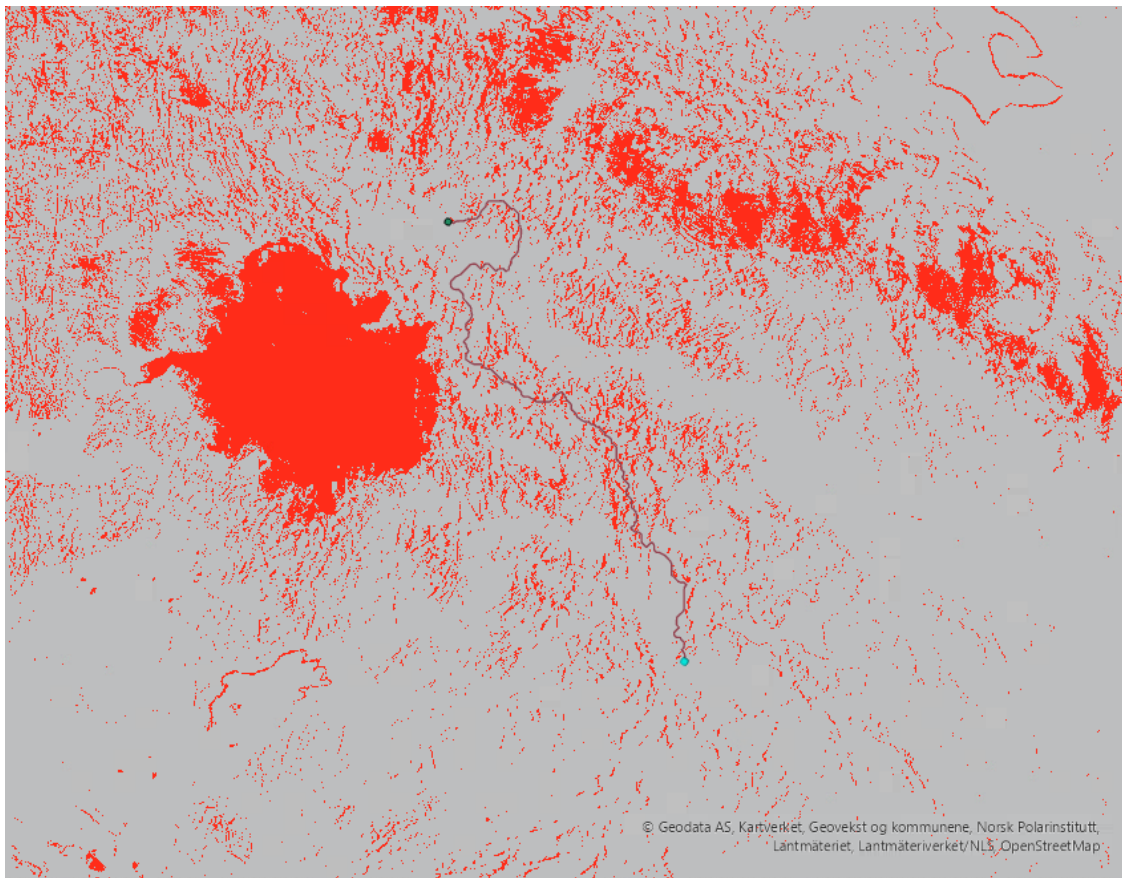 © Geodata AS, Kartverket, Geovekst og kommunene, Norsk Polarinstitutt,
Lantmäteriet, Lantmäteriverket/NLS, OpenStreetMap